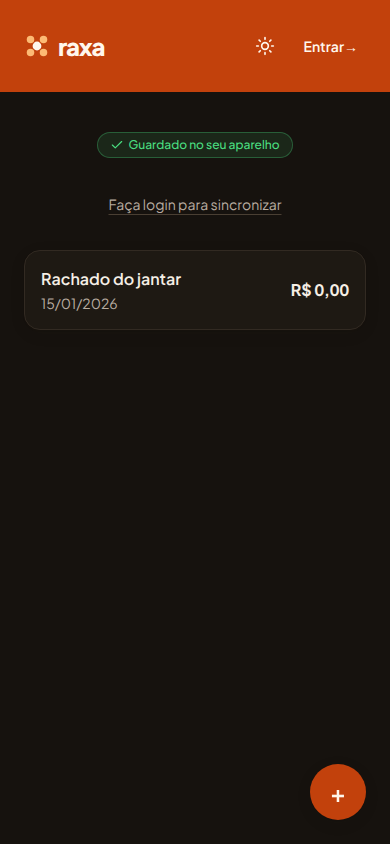 raxa
Entrar→
Guardado no seu aparelho
Faça login para sincronizar
Rachado do jantar
R$ 0,00
15/01/2026
+